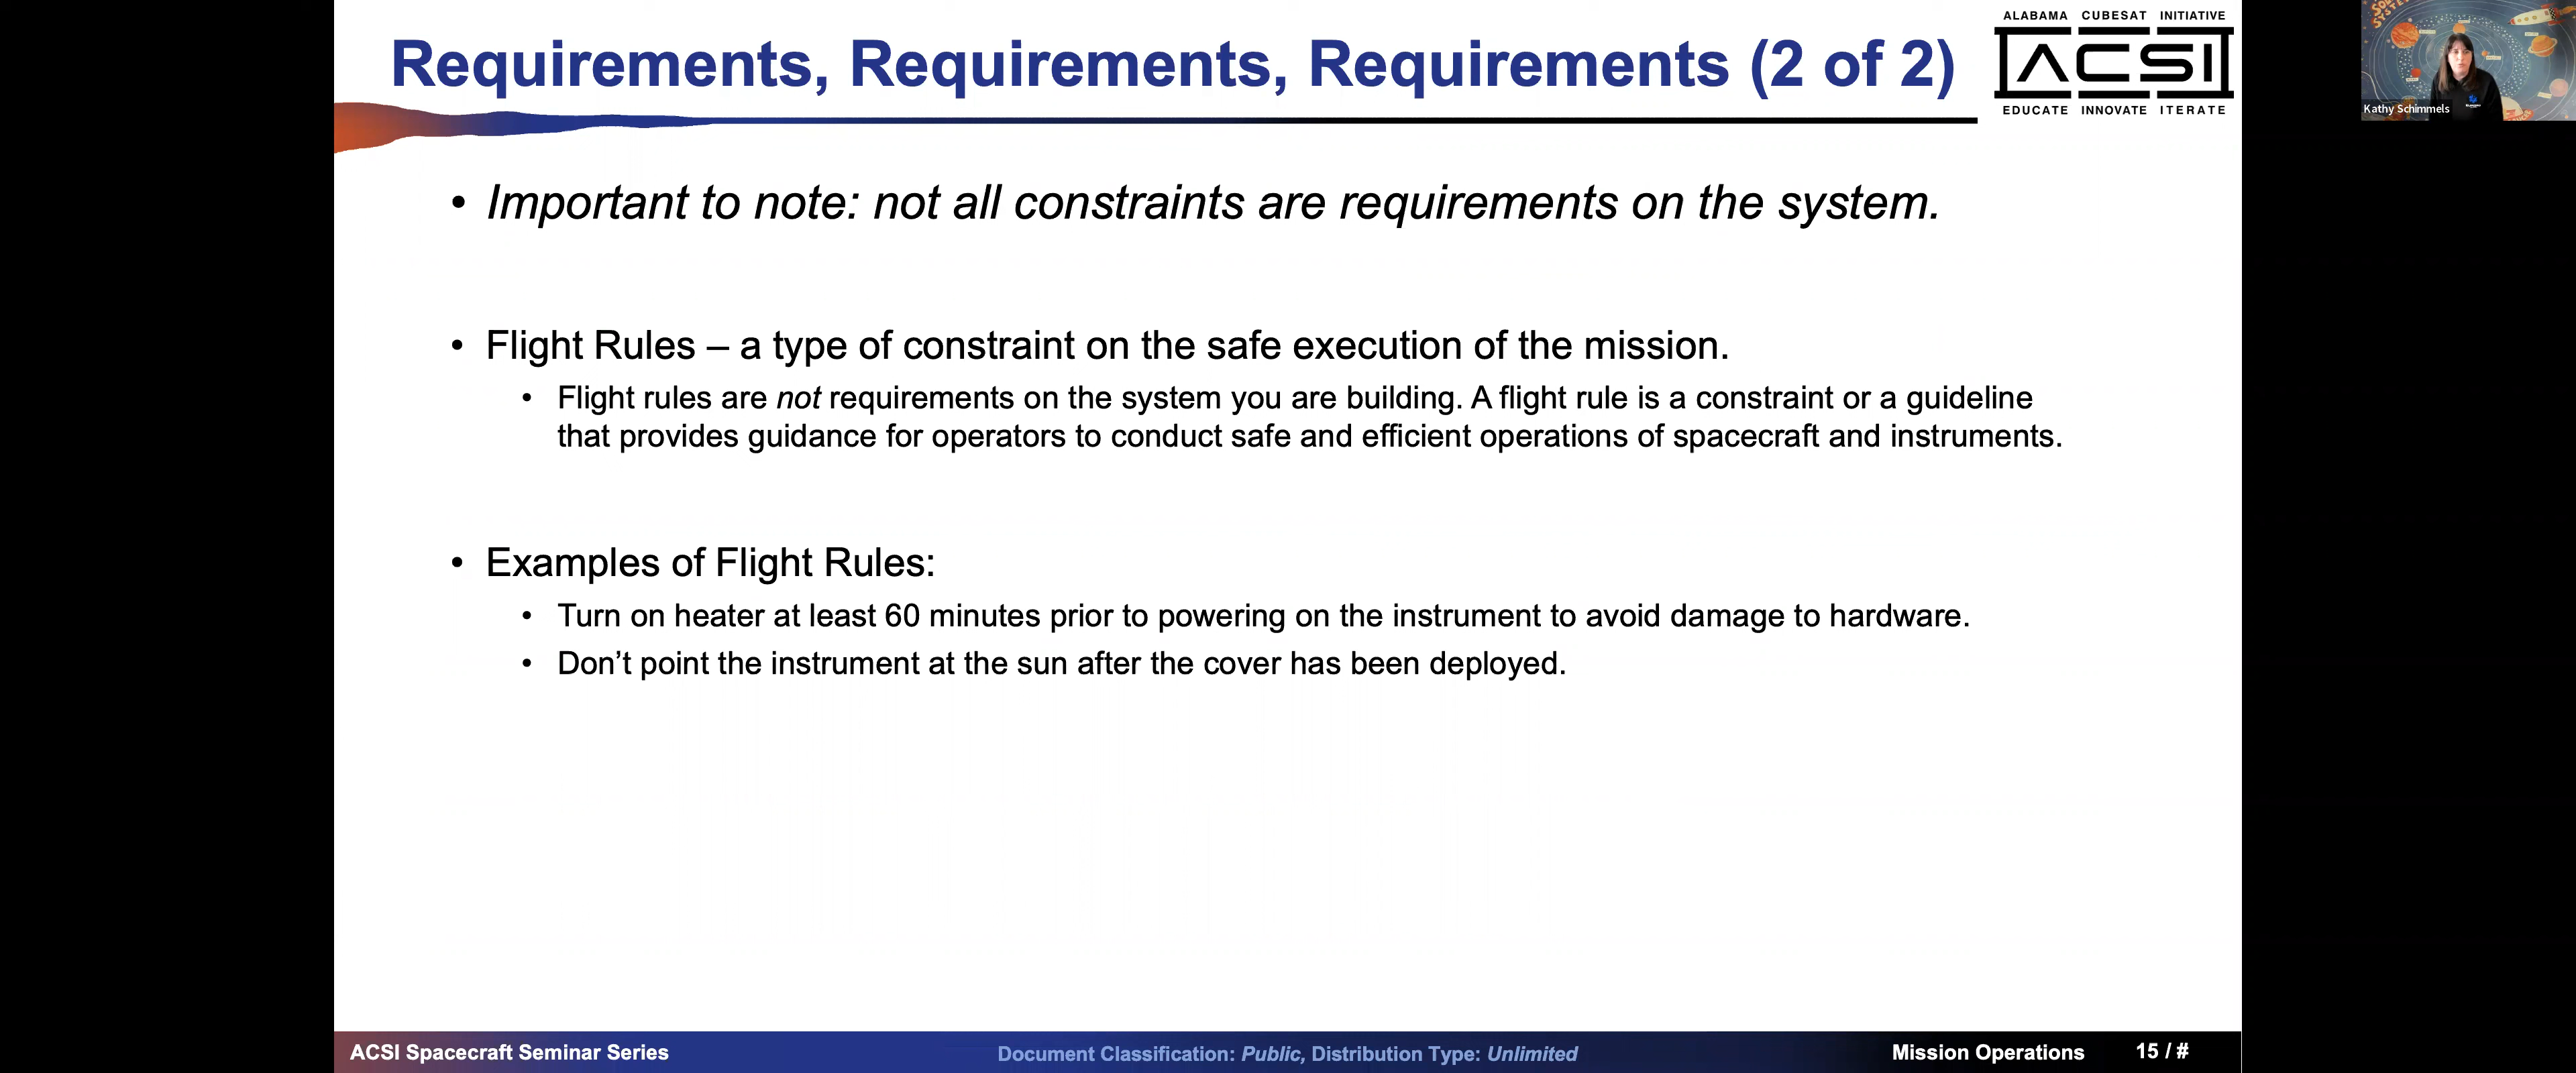 Requirements, Requirements, Requirements (2 of 2)
ALABAMA CUBESAT INITIATIVE
ACSI
EDUCATE INNOVATE ITERATE
Kathy Schimmels
• Important to note: not all constraints are requirements on the system.
• Flight Rules – a type of constraint on the safe execution of the mission.
• Flight rules are not requirements on the system you are building. A flight rule is a constraint or a guideline
that provides guidance for operators to conduct safe and efficient operations of spacecraft and instruments.
• Examples of Flight Rules:
• Turn on heater at least 60 minutes prior to powering on the instrument to avoid damage to hardware.
• Don’t point the instrument at the sun after the cover has been deployed.
ACSI Spacecraft Seminar Series
Document Classification: Public, Distribution Type: Unlimited
Mission Operations
15 / #